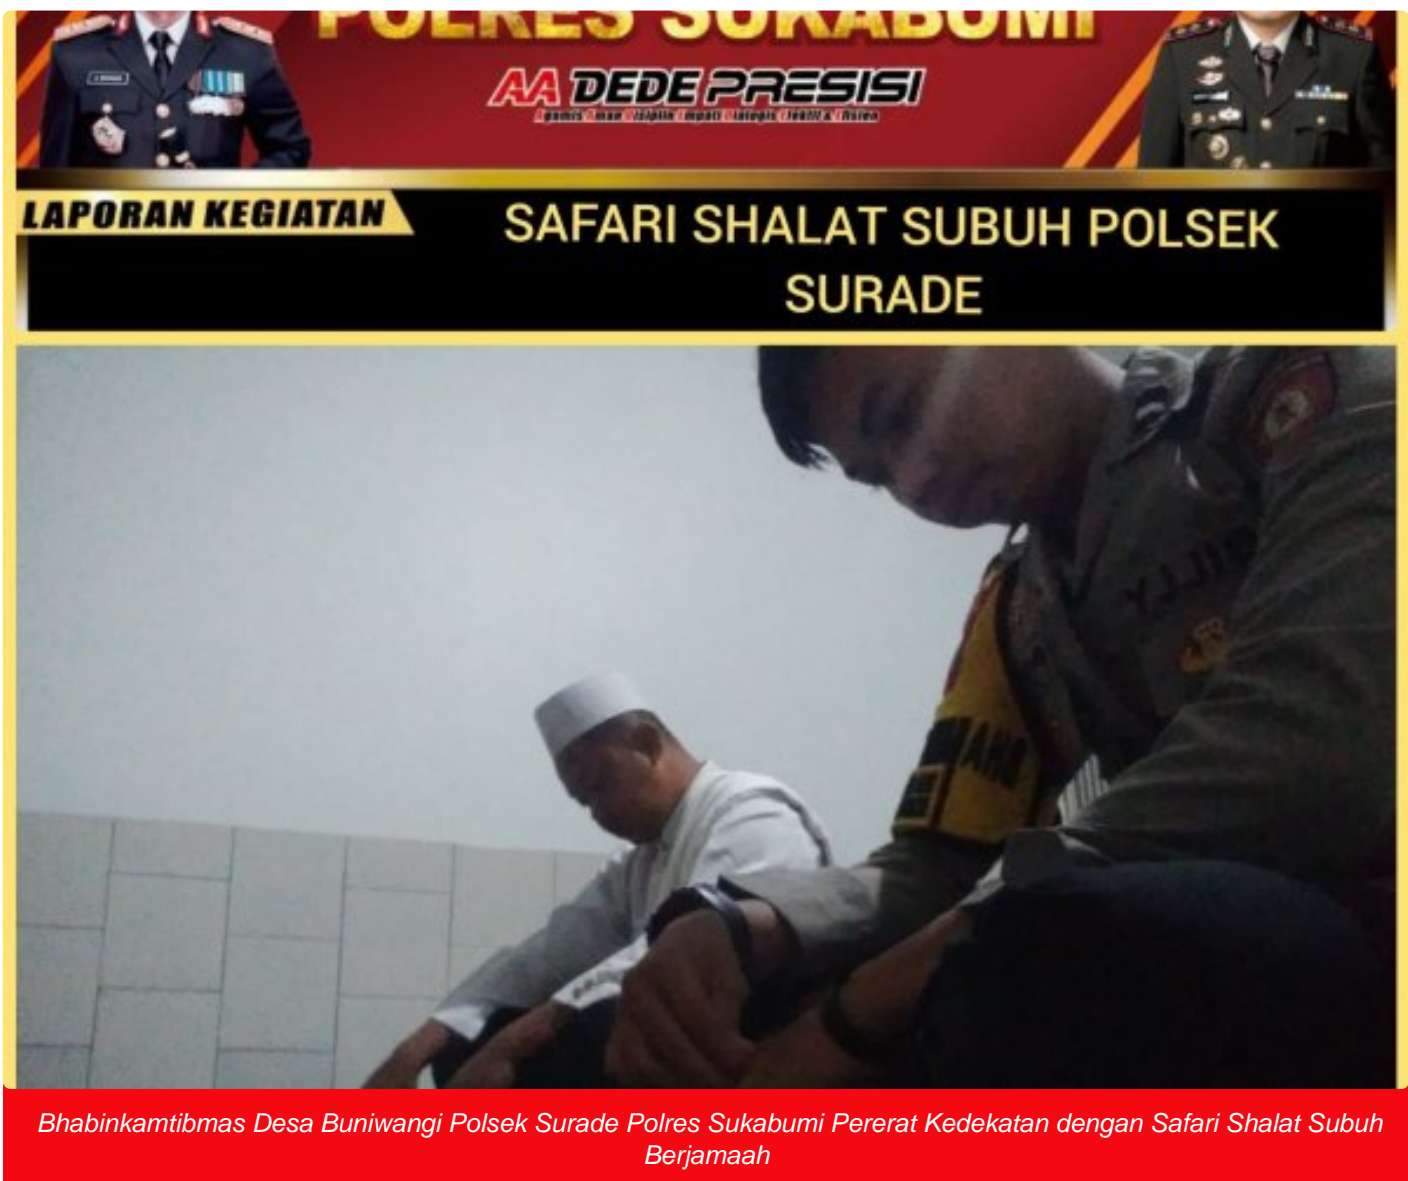 POLRES SUKABUMI
AA DEDE PRESISI
LAPORAN KEGIATAN
SAFARI SHALAT SUBUH POLSEK
SURADE
Bhabinkamtibmas Desa Buniwangi Polsek Surade Polres Sukabumi Pererat Kedekatan dengan Safari Shalat Subuh
Berjamaah